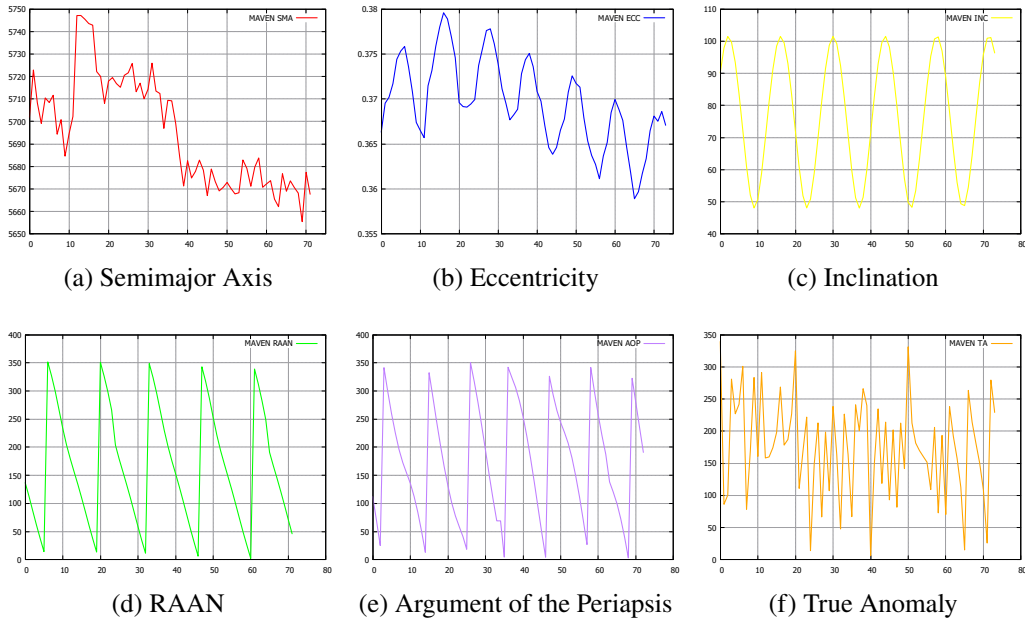 5750
5740
5730
5720
5710
5700
5690
5680
5670
5660
5650
MAVEN SMA
0 10 20 30 40 50 60 70
(a) Semimajor Axis
0.38
0.375
0.37
0.365
0.36
0.355
MAVEN ECC
0 10 20 30 40 50 60 70 80
(b) Eccentricity
110
100
90
80
70
60
50
40
MAVEN INC
0 10 20 30 40 50 60 70 80
(c) Inclination
400
350
300
250
200
150
100
50
0
MAVEN RAAN
0 10 20 30 40 50 60 70 80
(d) RAAN
400
350
300
250
200
150
100
50
0
MAVEN AOP
0 10 20 30 40 50 60 70 80
(e) Argument of the Periapsis
350
300
250
200
150
100
50
0
MAVEN TA
0 10 20 30 40 50 60 70 80
(f) True Anomaly